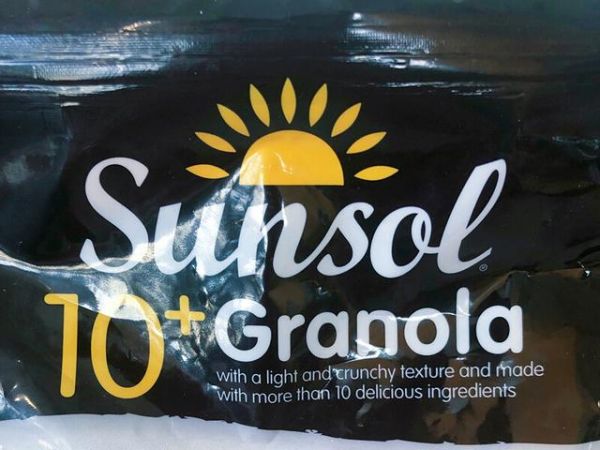 Sunsol®
10+ Granola
with a light and crunchy texture and made
with more than 10 delicious ingredients